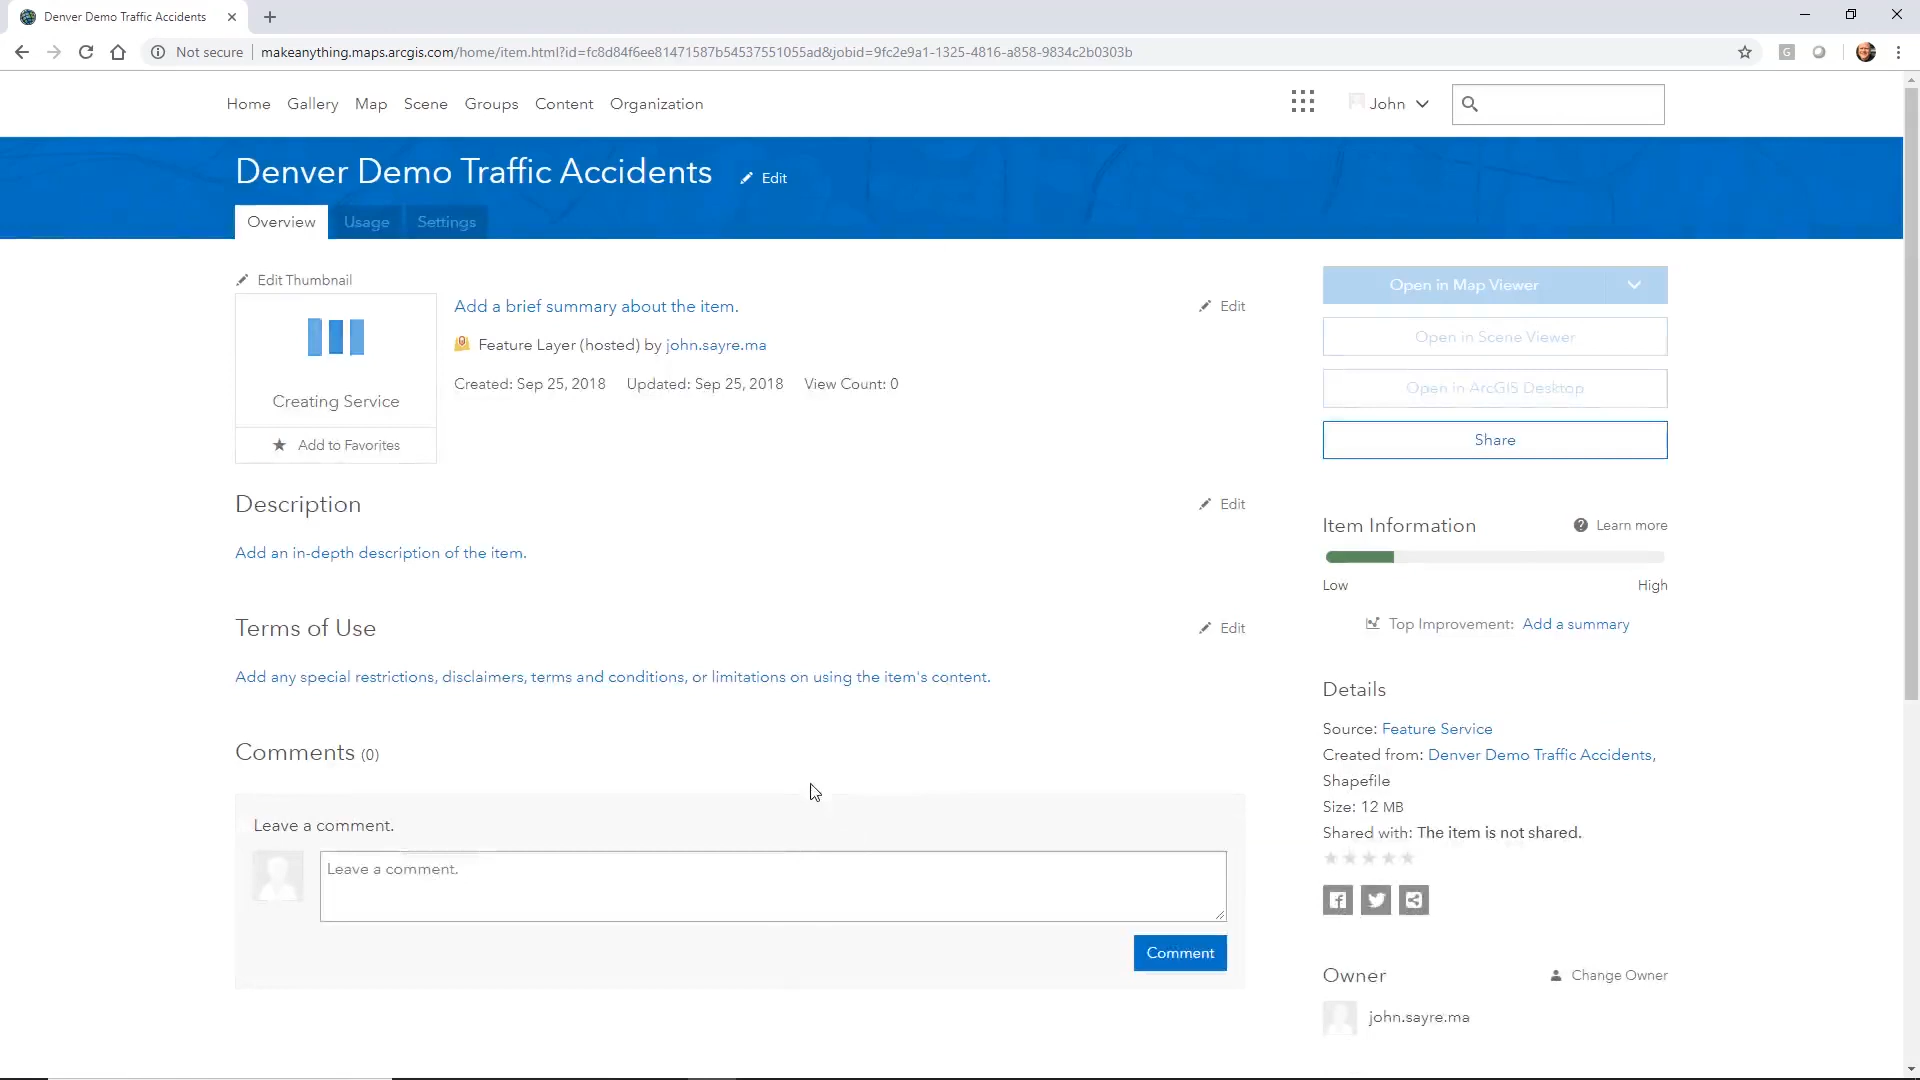 Denver Demo Traffic Accidents
Not secure
makeanything.maps.arcgis.com/home/item.html?id=fc8d84f6ee81471587b54537551055ad&jobid=9fc2e9a1-1325-4816-a858-9834c2b0303b
G
Home Gallery Map Scene Groups Content Organization
John
Denver Demo Traffic Accidents
Edit
Overview Usage Settings
Edit Thumbnail
Creating Service
Add to Favorites
Add a brief summary about the item.
Edit
Feature Layer (hosted) by john.sayre.ma
Created: Sep 25, 2018 Updated: Sep 25, 2018 View Count: 0
Description
Edit
Add an in-depth description of the item.
Terms of Use
Edit
Add any special restrictions, disclaimers, terms and conditions, or limitations on using the item's content.
Comments (0)
Leave a comment.
Leave a comment.
Comment
Open in Map Viewer
Open in Scene Viewer
Open in ArcGIS Desktop
Share
Item Information
Learn more
Low High
Top Improvement: Add a summary
Details
Source: Feature Service
Created from: Denver Demo Traffic Accidents,
Shapefile
Size: 12 MB
Shared with: The item is not shared.
Owner
Change Owner
john.sayre.ma